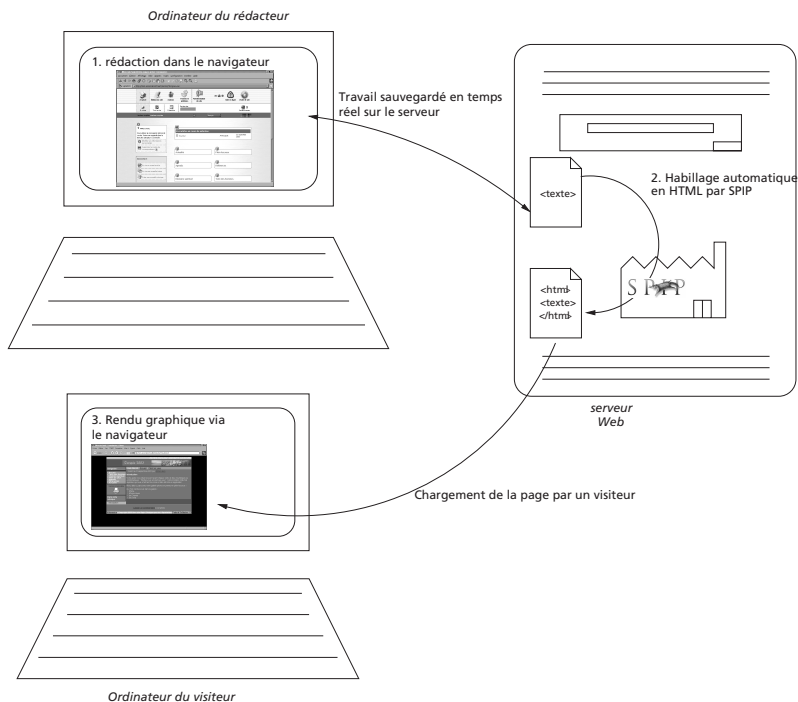 Ordinateur du rédacteur
1. rédaction dans le navigateur
Travail sauvegardé en temps
réel sur le serveur
<texte>
2. Habillage automatique
en HTML par SPIP
<html>
<texte>
</html>
SPIP
serveur
Web
3. Rendu graphique via
le navigateur
Chargement de la page par un visiteur
Ordinateur du visiteur